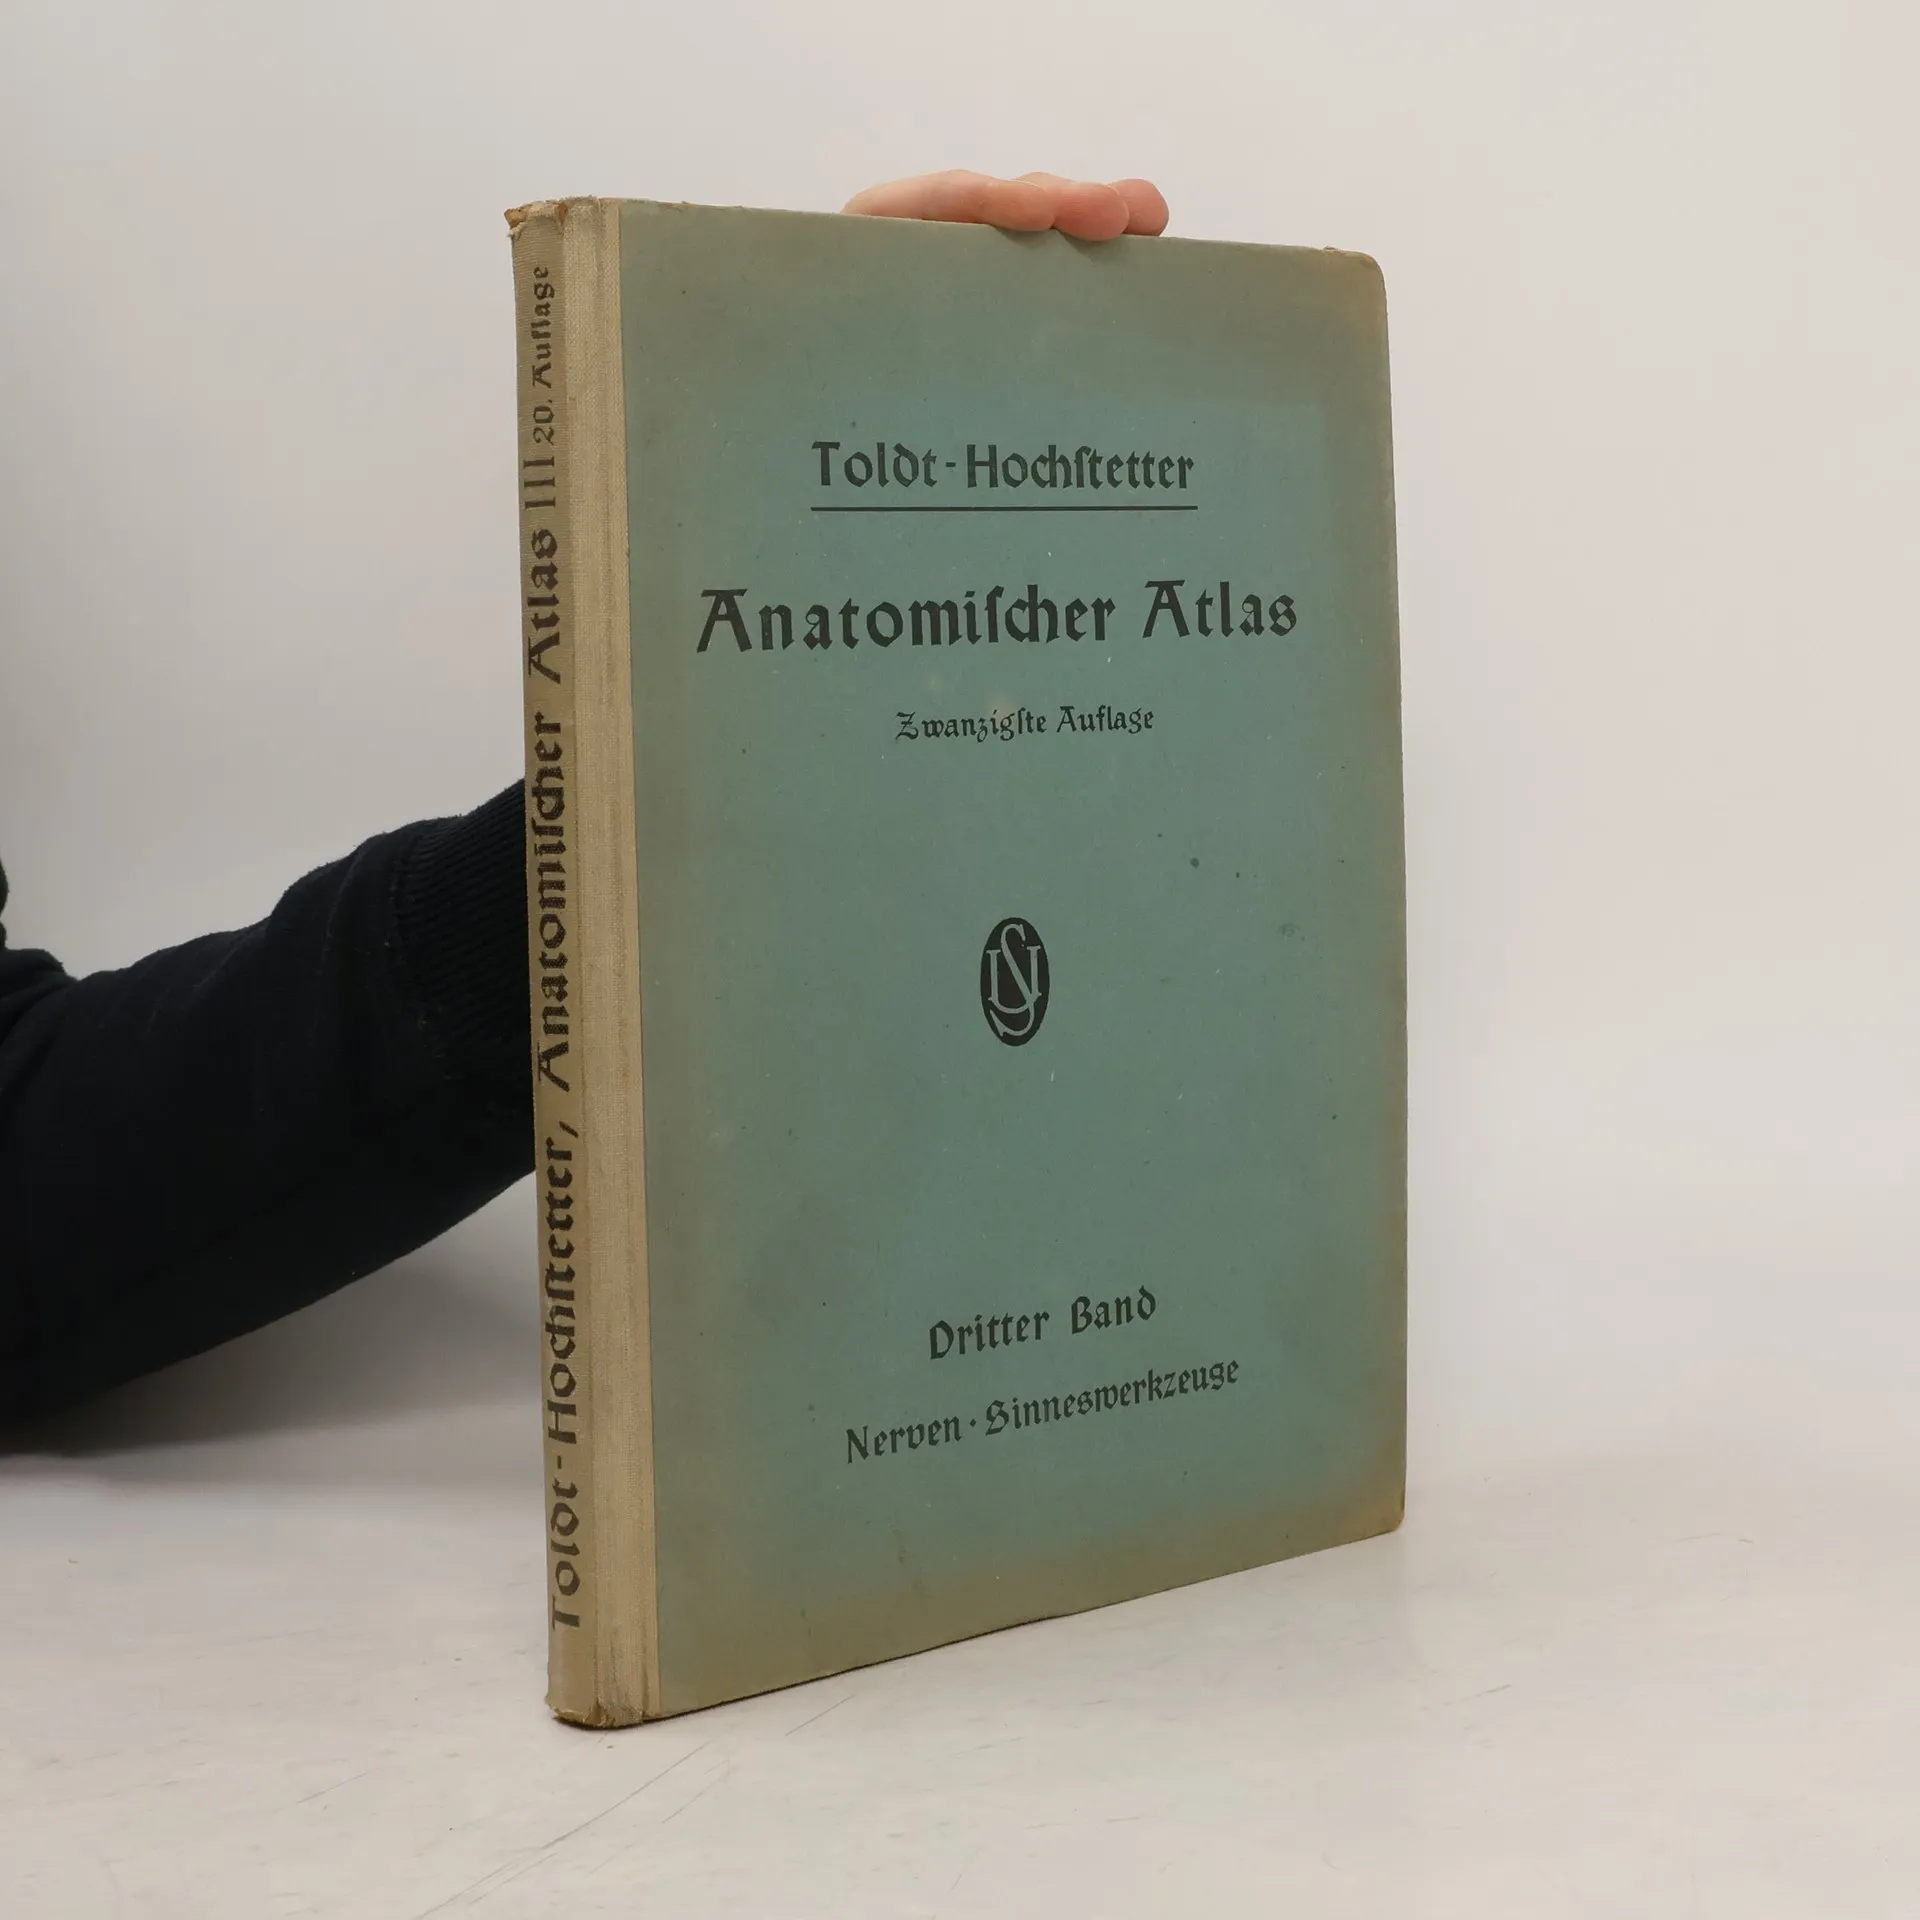 Toldt-Hochſtetter, Anatomiſcher Atlas III 20. Auflage
Toldt-Hochſtetter
Anatomiſcher Atlas
Zwanzigſte Auflage
Dritter Band
Nerven · Sinneswerkzeuge